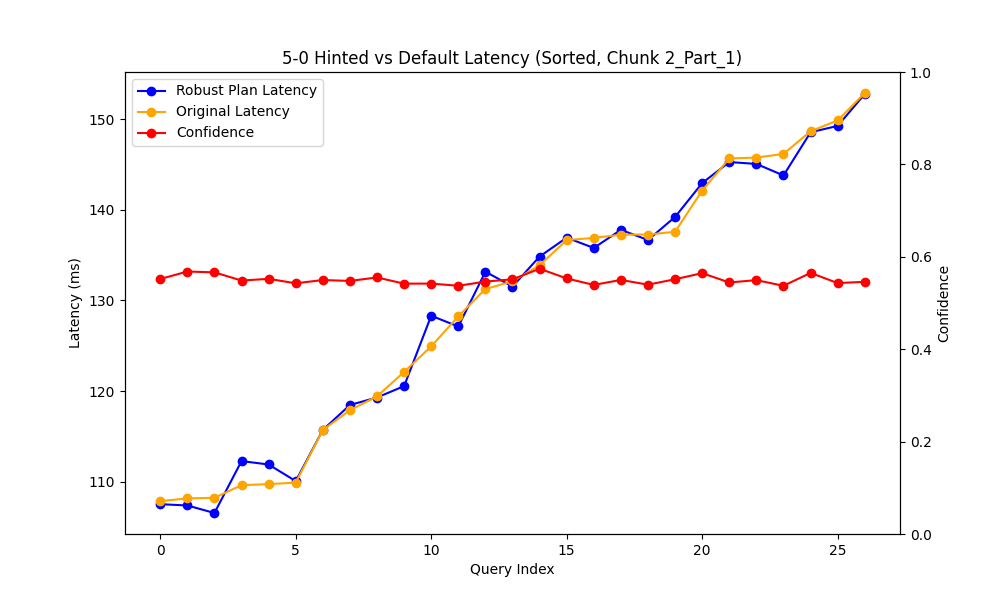 5-0 Hinted vs Default Latency (Sorted, Chunk 2_Part_1)
Robust Plan Latency
Original Latency
Confidence
Latency (ms)
150
140
130
120
110
1.0
0.8
0.6
0.4
0.2
0.0
Confidence
0 5 10 15 20 25
Query Index